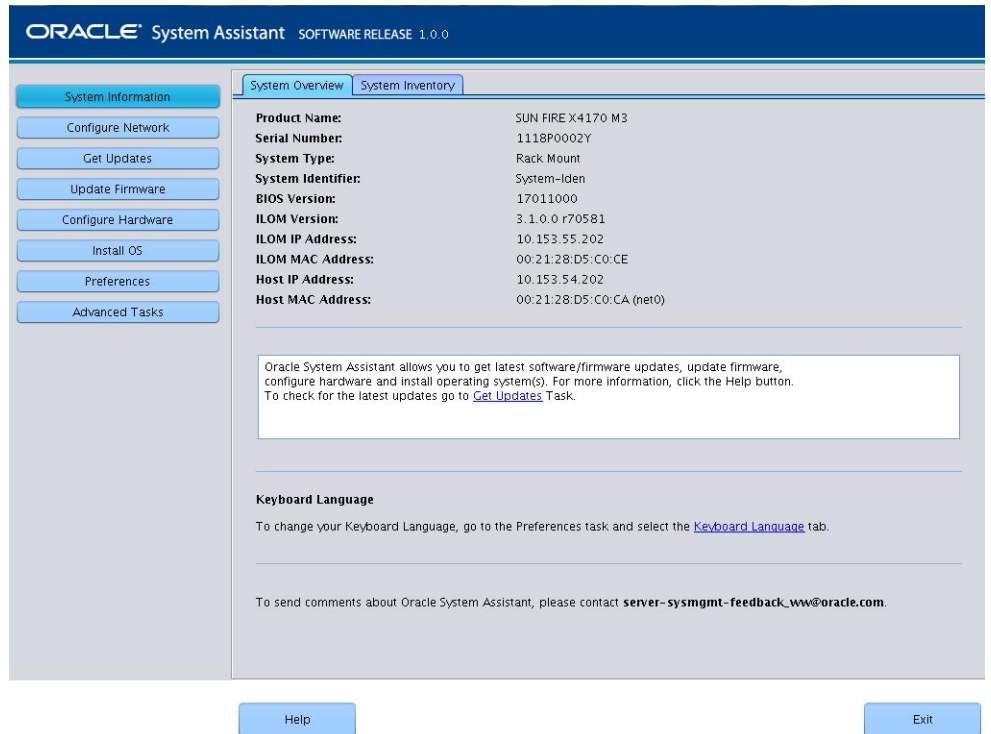 ORACLE® System Assistant SOFTWARE RELEASE 1.0.0
System Information
Configure Network
Get Updates
Update Firmware
Configure Hardware
Install OS
Preferences
Advanced Tasks
System Overview System Inventory
Product Name: SUN FIRE X4170 M3
Serial Number: 1118P0002Y
System Type: Rack Mount
System Identifier: System-Iden
BIOS Version: 17011000
ILOM Version: 3.1.0.0 r70581
ILOM IP Address: 10.153.55.202
ILOM MAC Address: 00:21:28:D5:C0:CE
Host IP Address: 10.153.54.202
Host MAC Address: 00:21:28:D5:C0:CA (net0)
Oracle System Assistant allows you to get latest software/firmware updates, update firmware,
configure hardware and install operating system(s). For more information, click the Help button.
To check for the latest updates go to Get Updates Task.
Keyboard Language
To change your Keyboard Language, go to the Preferences task and select the Keyboard Language tab.
To send comments about Oracle System Assistant, please contact server-sysmgmt-feedback_ww@oracle.com.
Help
Exit